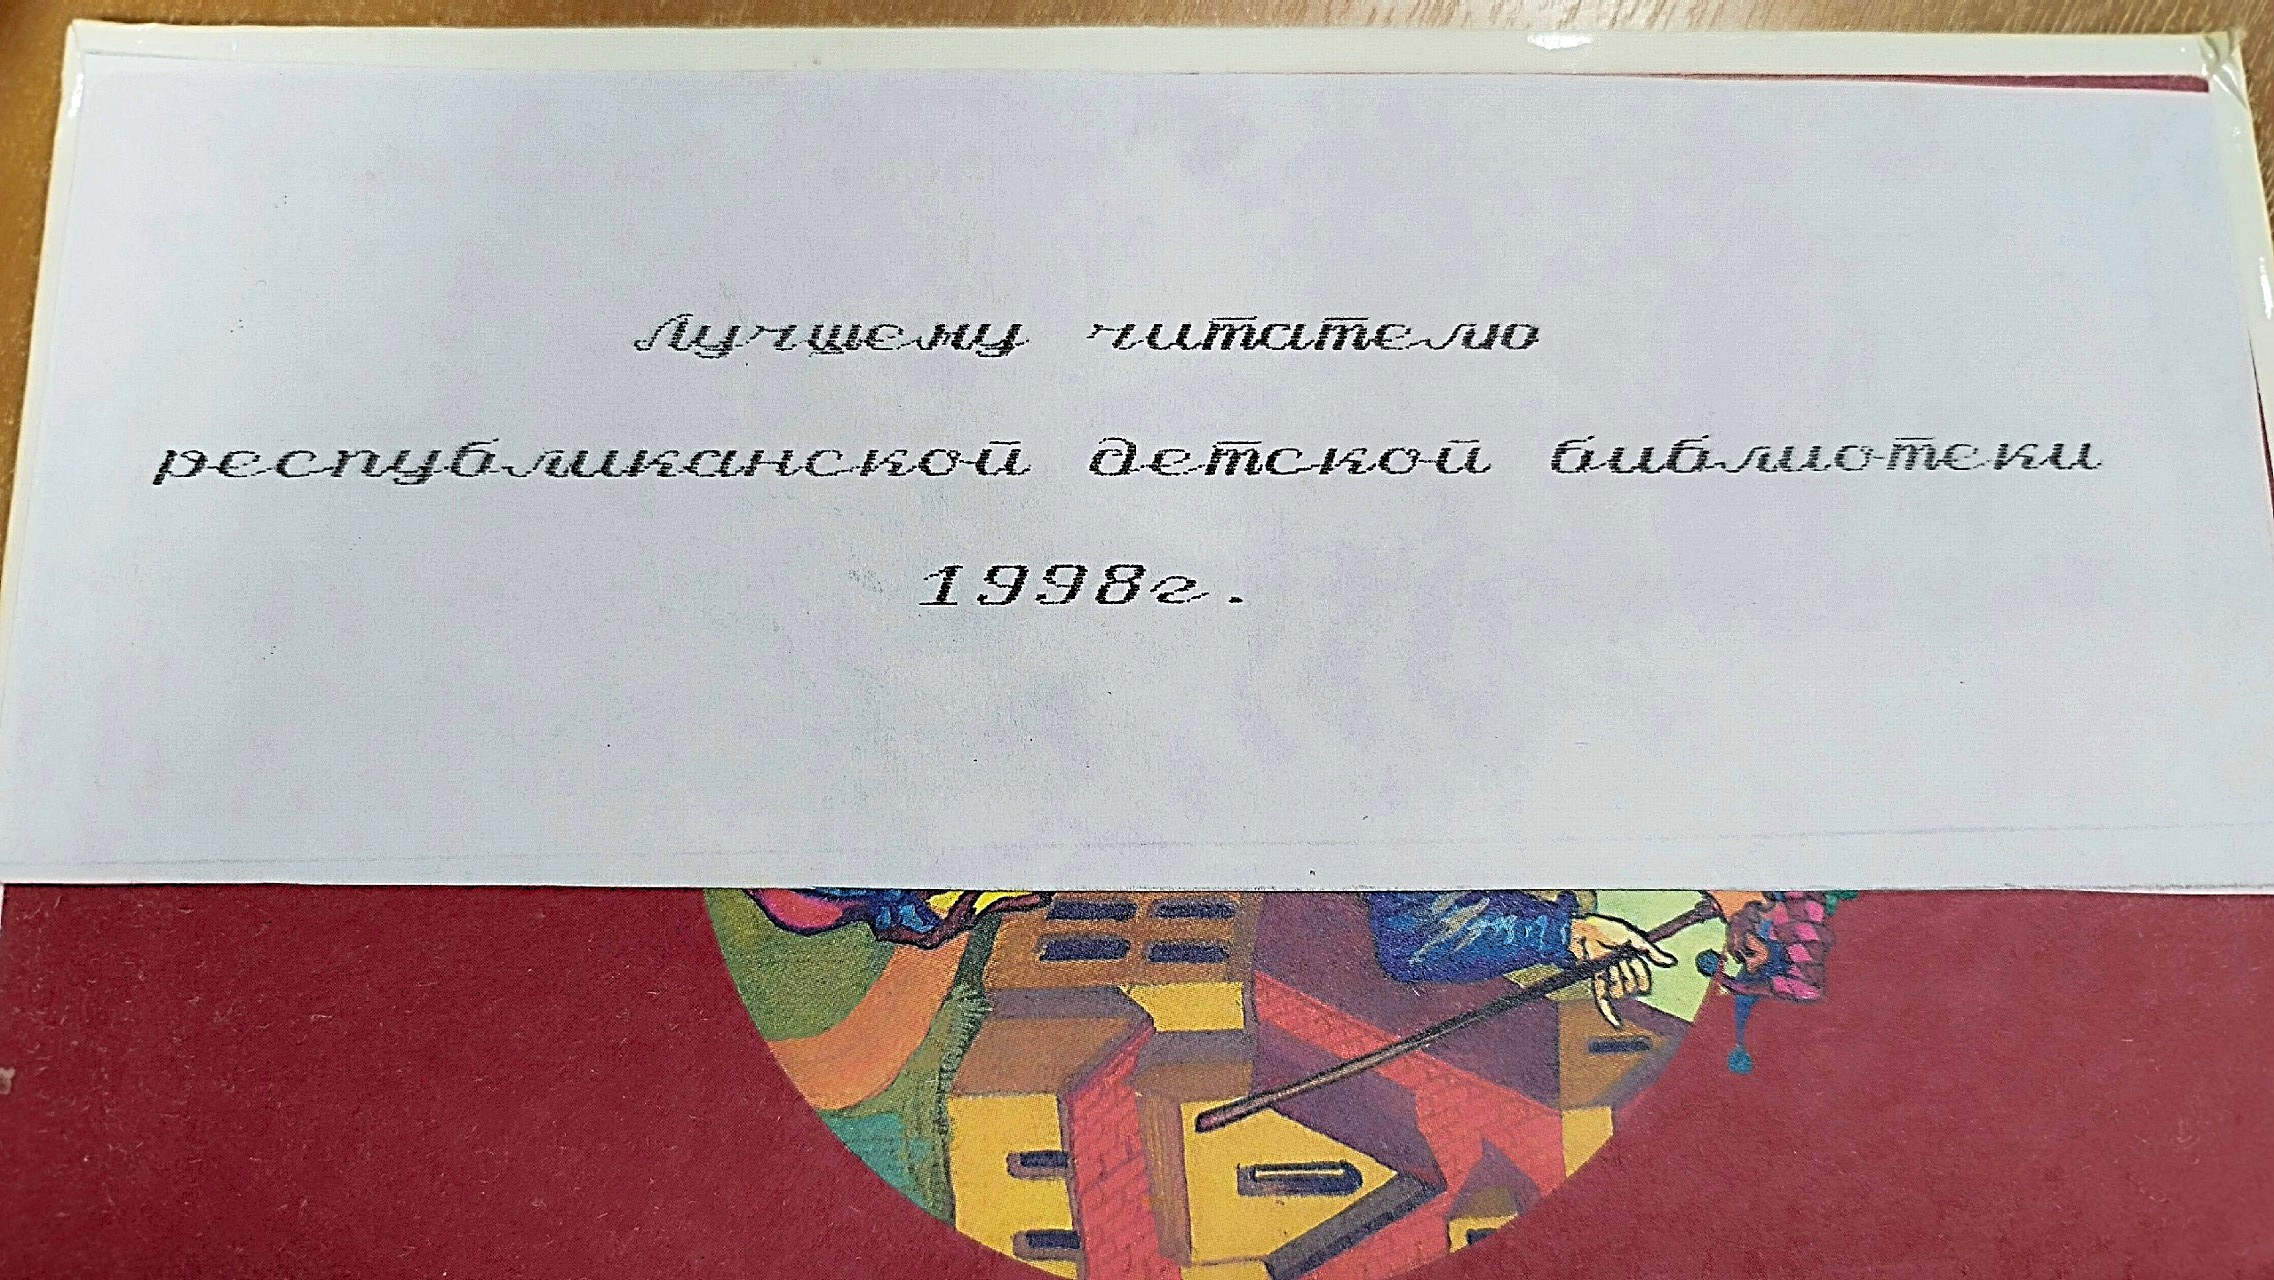 Лучшему читателю
республиканской детской библиотеки
1998г.